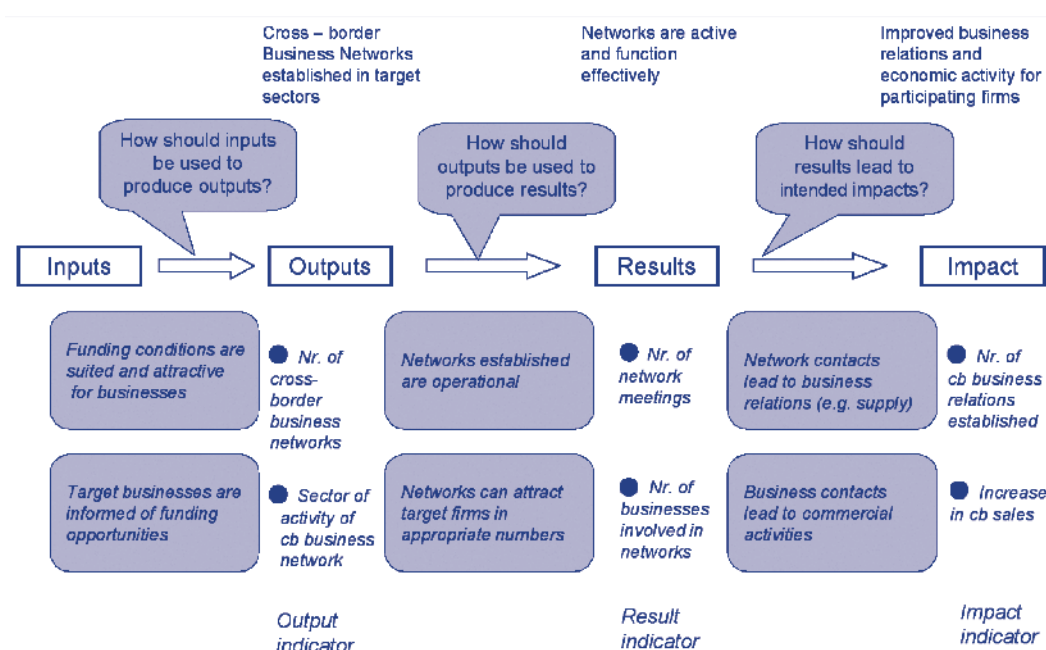 Cross – border
Business Networks
established in target
sectors
Networks are active
and function
effectively
Improved business
relations and
economic activity for
participating firms
How should inputs
be used to
produce outputs?
How should
outputs be used to
produce results?
How should
results lead to
intended impacts?
Inputs
Outputs
Results
Impact
Funding conditions are
suited and attractive
for businesses
Nr. of
cross-
border
business
networks
Networks established
are operational
Nr. of
network
meetings
Network contacts
lead to business
relations (e.g. supply)
Nr. of
cb business
relations
established
Target businesses are
informed of funding
opportunities
Sector of
activity of
cb business
network
Networks can attract
target firms in
appropriate numbers
Nr. of
businesses
involved in
networks
Business contacts
lead to commercial
activities
Increase
in cb sales
Output
indicator
Result
indicator
Impact
indicator